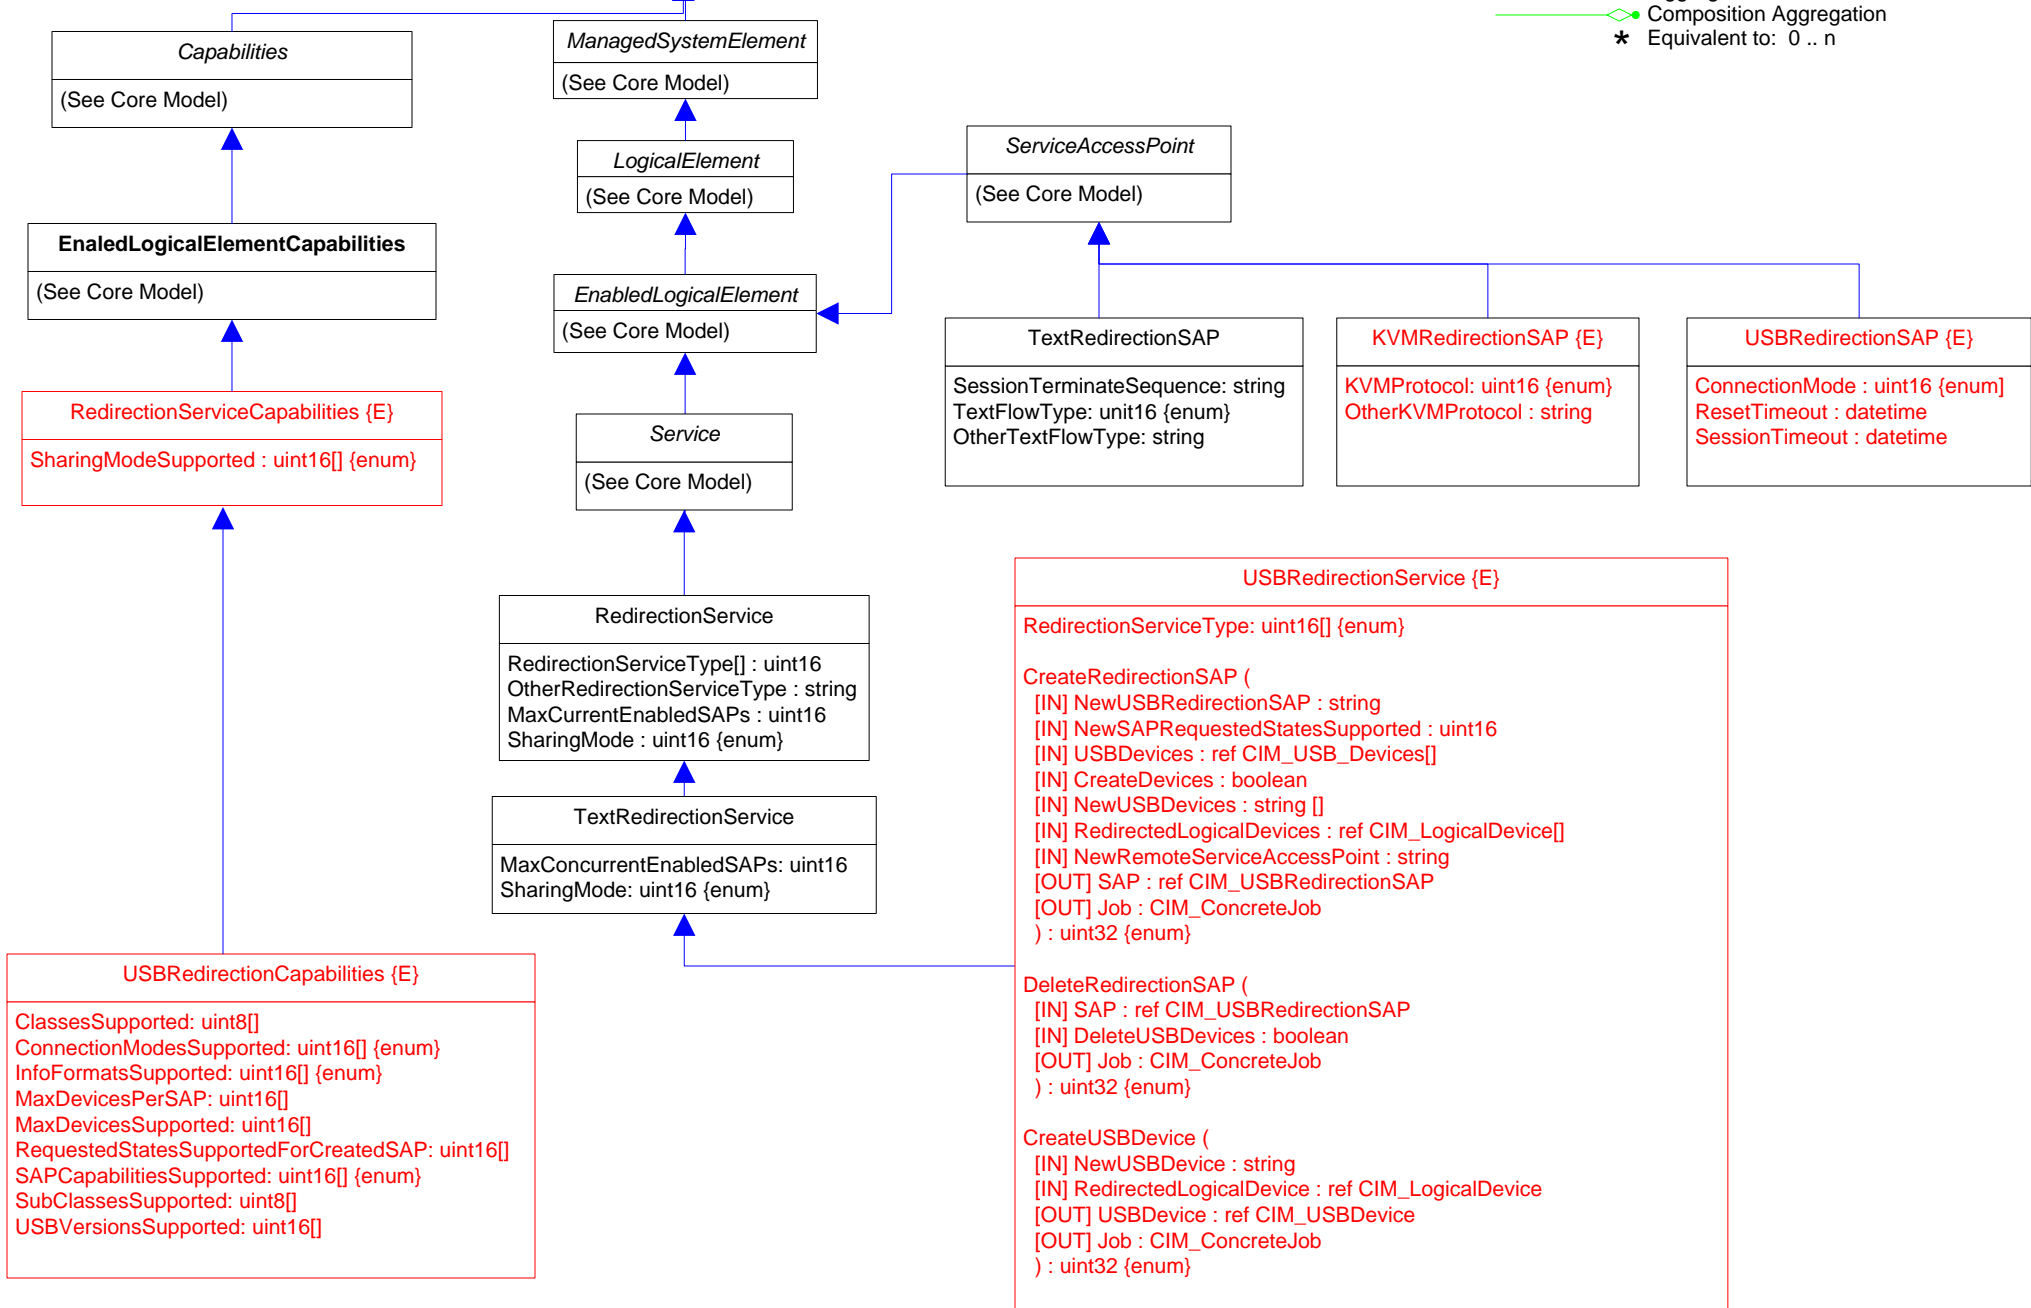 Composition Aggregation
* Equivalent to: 0 .. n
Capabilities
(See Core Model)
ManagedSystemElement
(See Core Model)
LogicalElement
(See Core Model)
ServiceAccessPoint
(See Core Model)
EnaledLogicalElementCapabilities
(See Core Model)
EnabledLogicalElement
(See Core Model)
TextRedirectionSAP
SessionTerminateSequence: string
TextFlowType: unit16 {enum}
OtherTextFlowType: string
KVMRedirectionSAP {E}
KVMProtocol: uint16 {enum}
OtherKVMProtocol : string
USBRedirectionSAP {E}
ConnectionMode : uint16 {enum]
ResetTimeout : datetime
SessionTimeout : datetime
RedirectionServiceCapabilities {E}
SharingModeSupported : uint16[] {enum}
Service
(See Core Model)
RedirectionService
RedirectionServiceType[] : uint16
OtherRedirectionServiceType : string
MaxCurrentEnabledSAPs : uint16
SharingMode : uint16 {enum}
TextRedirectionService
MaxConcurrentEnabledSAPs: uint16
SharingMode: uint16 {enum}
USBRedirectionService {E}
RedirectionServiceType: uint16[] {enum}
CreateRedirectionSAP (
[IN] NewUSBRedirectionSAP : string
[IN] NewSAPRequestedStatesSupported : uint16
[IN] USBDevices : ref CIM_USB_Devices[]
[IN] CreateDevices : boolean
[IN] NewUSBDevices : string []
[IN] RedirectedLogicalDevices : ref CIM_LogicalDevice[]
[IN] NewRemoteServiceAccessPoint : string
[OUT] SAP : ref CIM_USBRedirectionSAP
[OUT] Job : CIM_ConcreteJob
) : uint32 {enum}
DeleteRedirectionSAP (
[IN] SAP : ref CIM_USBRedirectionSAP
[IN] DeleteUSBDevices : boolean
[OUT] Job : CIM_ConcreteJob
) : uint32 {enum}
CreateUSBDevice (
[IN] NewUSBDevice : string
[IN] RedirectedLogicalDevice : ref CIM_LogicalDevice
[OUT] USBDevice : ref CIM_USBDevice
[OUT] Job : CIM_ConcreteJob
) : uint32 {enum}
USBRedirectionCapabilities {E}
ClassesSupported: uint8[]
ConnectionModesSupported: uint16[] {enum}
InfoFormatsSupported: uint16[] {enum}
MaxDevicesPerSAP: uint16[]
MaxDevicesSupported: uint16[]
RequestedStatesSupportedForCreatedSAP: uint16[]
SAPCapabilitiesSupported: uint16[] {enum}
SubClassesSupported: uint8[]
USBVersionsSupported: uint16[]